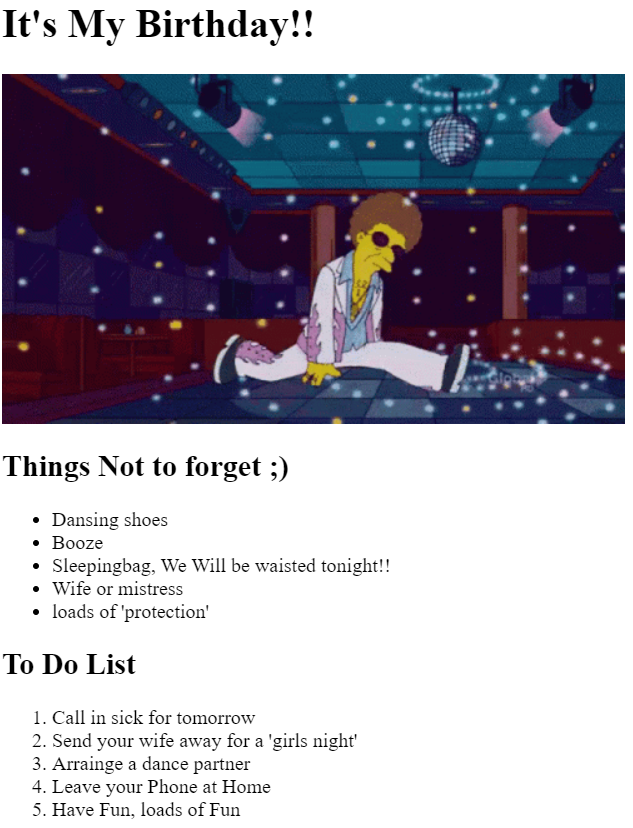 It's My Birthday!!
Global
Things Not to forget ;)
Dansing shoes
Booze
Sleepingbag, We Will be waisted tonight!!
Wife or mistress
loads of 'protection'
To Do List
1. Call in sick for tomorrow
2. Send your wife away for a 'girls night'
3. Arrainge a dance partner
4. Leave your Phone at Home
5. Have Fun, loads of Fun